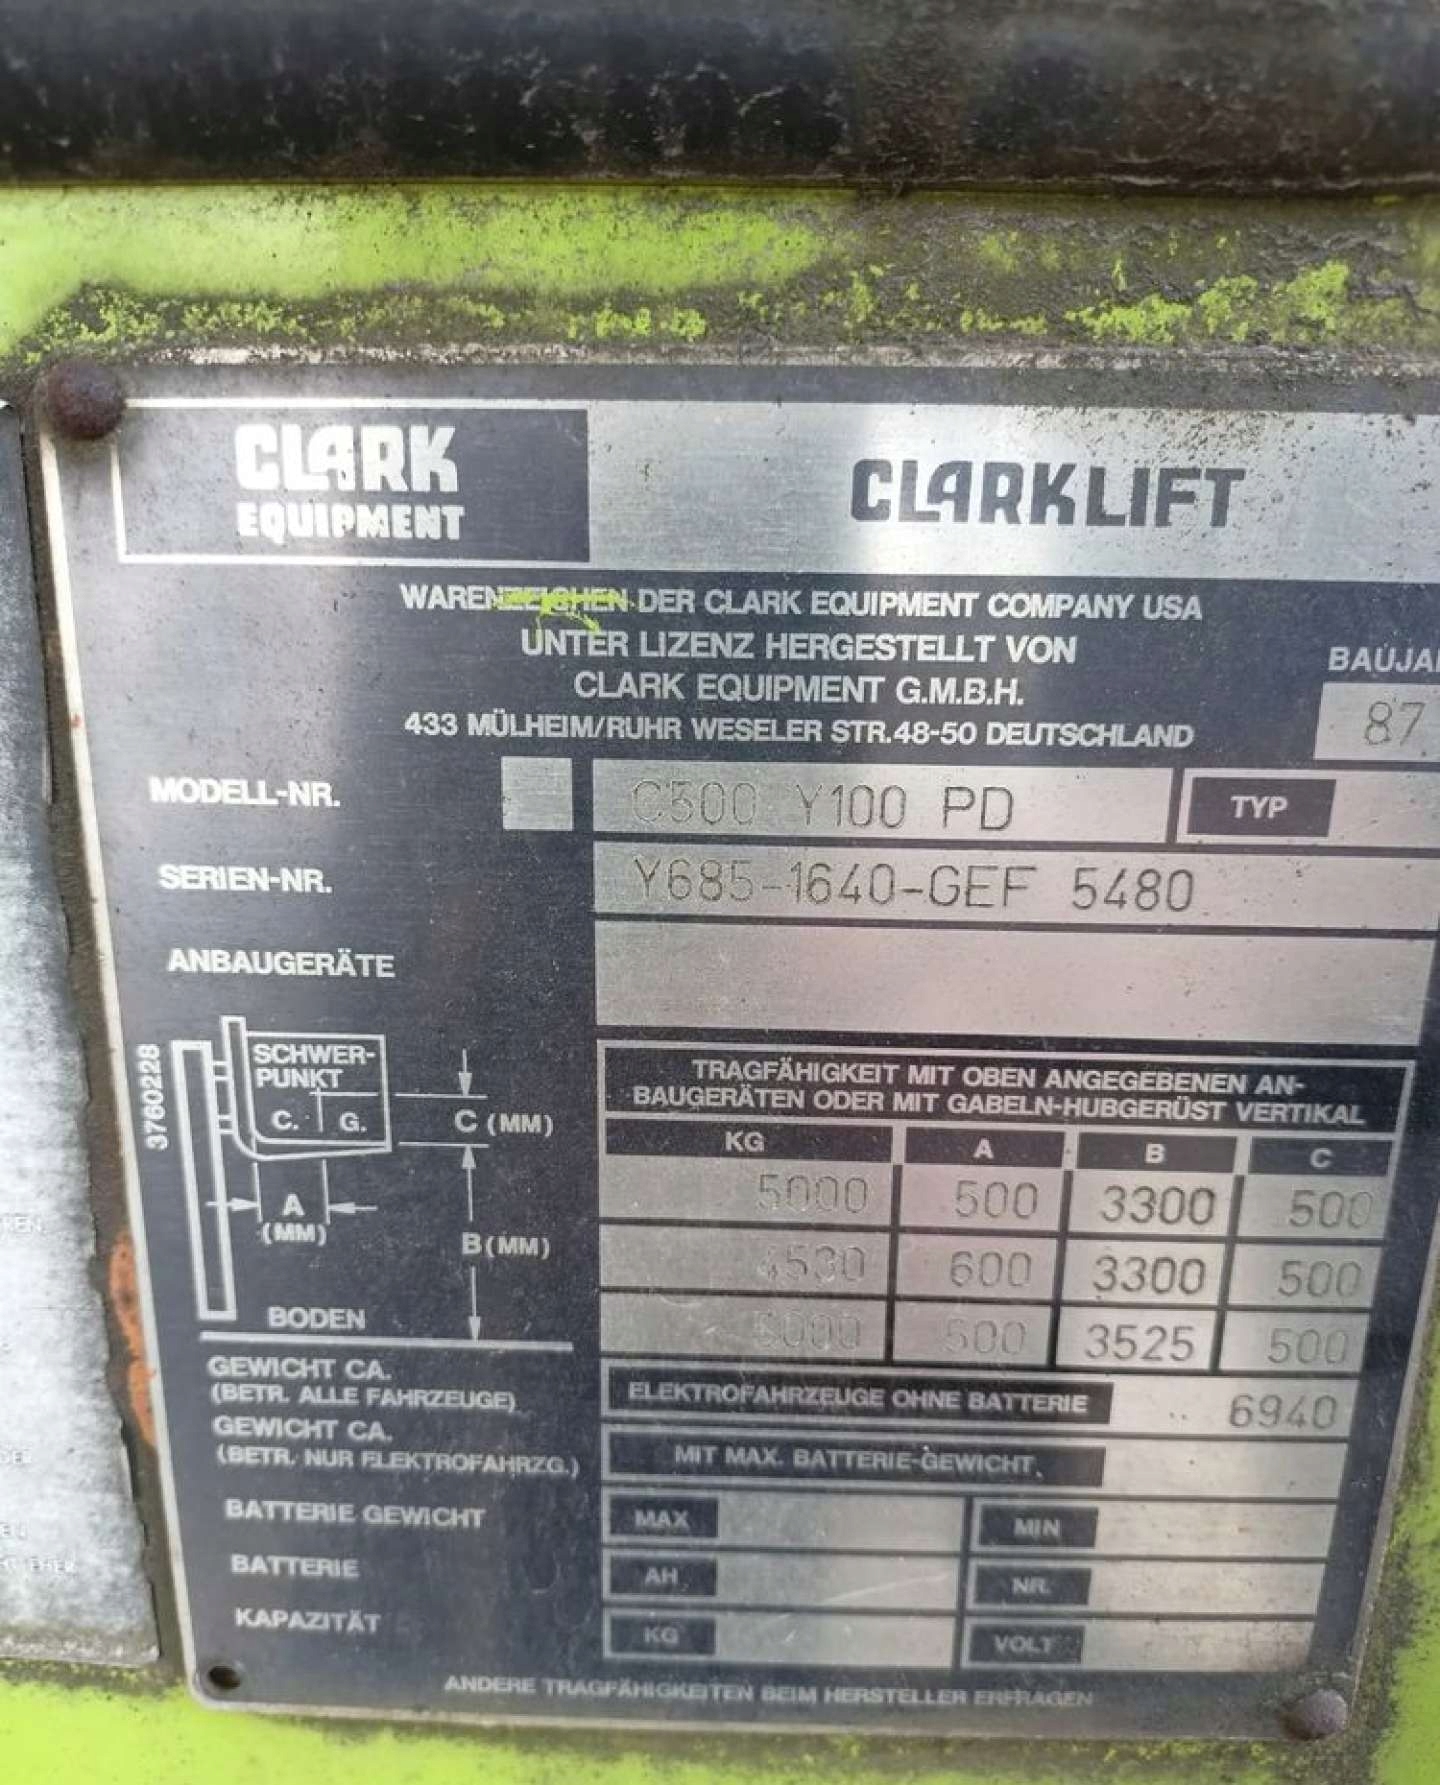 CLARK
EQUIPMENT
CLARKLIFT
WARENZEICHEN DER CLARK EQUIPMENT COMPANY USA
UNTER LIZENZ HERGESTELLT VON
CLARK EQUIPMENT G.M.B.H.
433 MÜLHEIM/RUHR WESELER STR.48-50 DEUTSCHLAND
BAUJA
87
MODELL-NR.
C500 Y100 PD
TYP
SERIEN-NR.
Y685-1640-GEF 5480
ANBAUGERÄTE
3760228
SCHWER-
PUNKT
C. G.
C (MM)
A
(MM)
B (MM)
BODEN
TRAGFÄHIGKEIT MIT OBEN ANGEGEBENEN AN-
BAUGERÄTEN ODER MIT GABELN-HUBGERÜST VERTIKAL
KG A B C
5000 500 3300 500
4530 600 3300 500
5000 500 3525 500
GEWICHT CA.
(BETR. ALLE FAHRZEUGE)
ELEKTROFAHRZEUGE OHNE BATTERIE 6940
GEWICHT CA.
(BETR. NUR ELEKTROFAHRZG.)
MIT MAX. BATTERIE-GEWICHT
BATTERIE GEWICHT MAX MIN
BATTERIE AH NR.
KAPAZITÄT KG VOLT
ANDERE TRAGFÄHIGKEITEN BEIM HERSTELLER ERFRAGEN